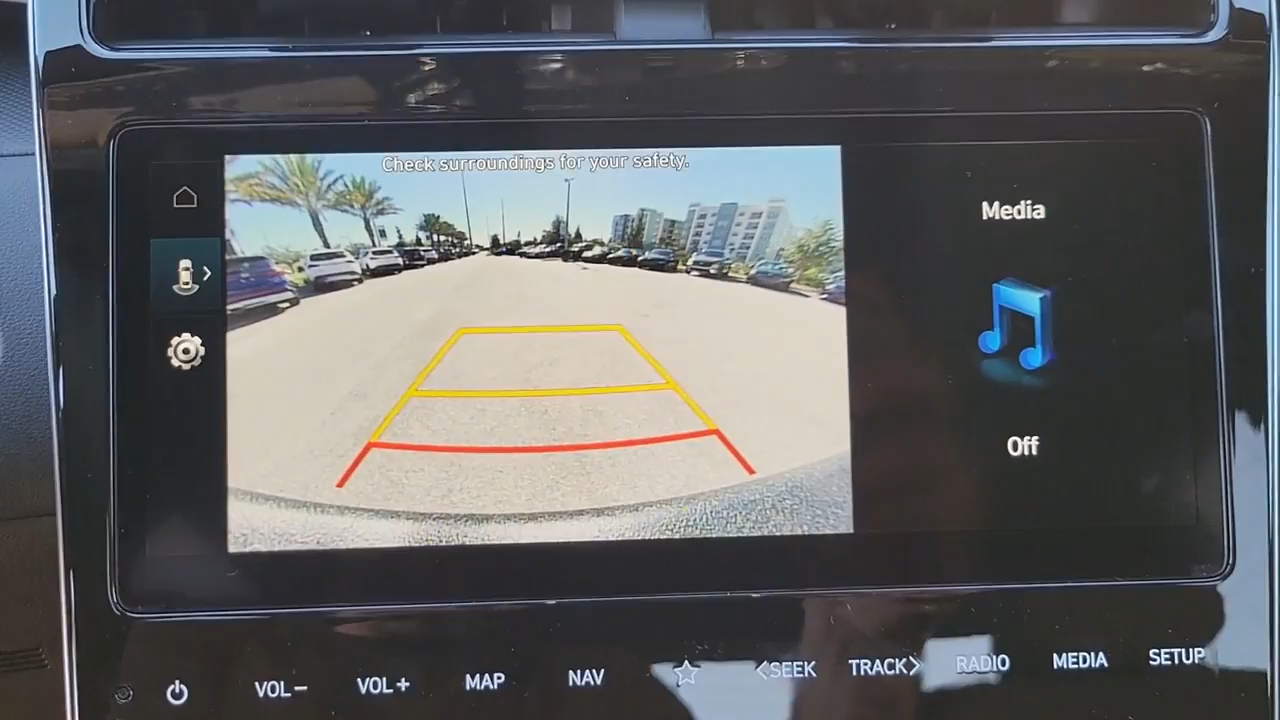 Check surroundings for your safety.
Media
Off
VOL− VOL+ MAP NAV <SEEK TRACK> RADIO MEDIA SETUP